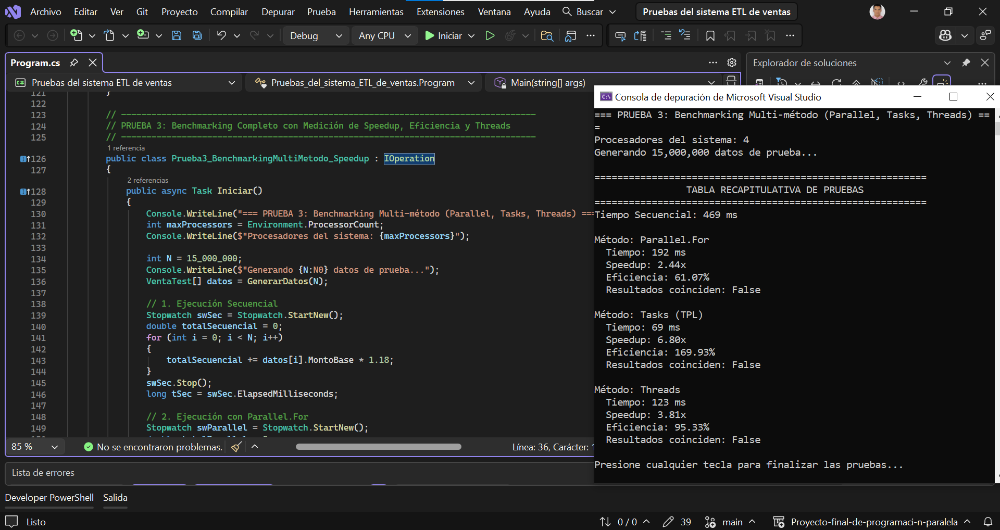 Archivo Editar Ver Git Proyecto Compilar Depurar Prueba Herramientas Extensiones Ventana Ayuda Buscar Pruebas del sistema ETL de ventas
Debug Any CPU Iniciar
Program.cs
Explorador de soluciones
Pruebas del sistema ETL de ventas Pruebas_del_sistema_ETL_de_ventas.Program Main(string[] args)
121 }
122
123 // ----------------------------------------------------------------------------------
124 // PRUEBA 3: Benchmarking Completo con Medición de Speedup, Eficiencia y Threads
125 // ----------------------------------------------------------------------------------
1 referencia
126 public class Prueba3_BenchmarkingMultiMetodo_Speedup : IOperation
127 {
2 referencias
128 public async Task Iniciar()
129 {
130 Console.WriteLine("=== PRUEBA 3: Benchmarking Multi-método (Parallel, Tasks, Threads) ===
131 int maxProcessors = Environment.ProcessorCount;
132 Console.WriteLine($"Procesadores del sistema: {maxProcessors}");
133
134 int N = 15_000_000;
135 Console.WriteLine($"Generando {N:N0} datos de prueba...");
136 VentaTest[] datos = GenerarDatos(N);
137
138 // 1. Ejecución Secuencial
139 Stopwatch swSec = Stopwatch.StartNew();
140 double totalSecuencial = 0;
141 for (int i = 0; i < N; i++)
142 {
143 totalSecuencial += datos[i].MontoBase * 1.18;
144 }
145 swSec.Stop();
146 long tSec = swSec.ElapsedMilliseconds;
147
148 // 2. Ejecución con Parallel.For
149 Stopwatch swParallel = Stopwatch.StartNew();
85 % No se encontraron problemas. Línea: 36, Carácter: 1
Consola de depuración de Microsoft Visual Studio
=== PRUEBA 3: Benchmarking Multi-método (Parallel, Tasks, Threads) ==
=
Procesadores del sistema: 4
Generando 15,000,000 datos de prueba...
==========================================================
TABLA RECAPITULATIVA DE PRUEBAS
==========================================================
Tiempo Secuencial: 469 ms
Método: Parallel.For
Tiempo: 192 ms
Speedup: 2.44x
Eficiencia: 61.07%
Resultados coinciden: False
Método: Tasks (TPL)
Tiempo: 69 ms
Speedup: 6.80x
Eficiencia: 169.93%
Resultados coinciden: False
Método: Threads
Tiempo: 123 ms
Speedup: 3.81x
Eficiencia: 95.33%
Resultados coinciden: False
Presione cualquier tecla para finalizar las pruebas...
Lista de errores
Developer PowerShell Salida
Listo 0 / 0 39 main Proyecto-final-de-programaci-n-paralela